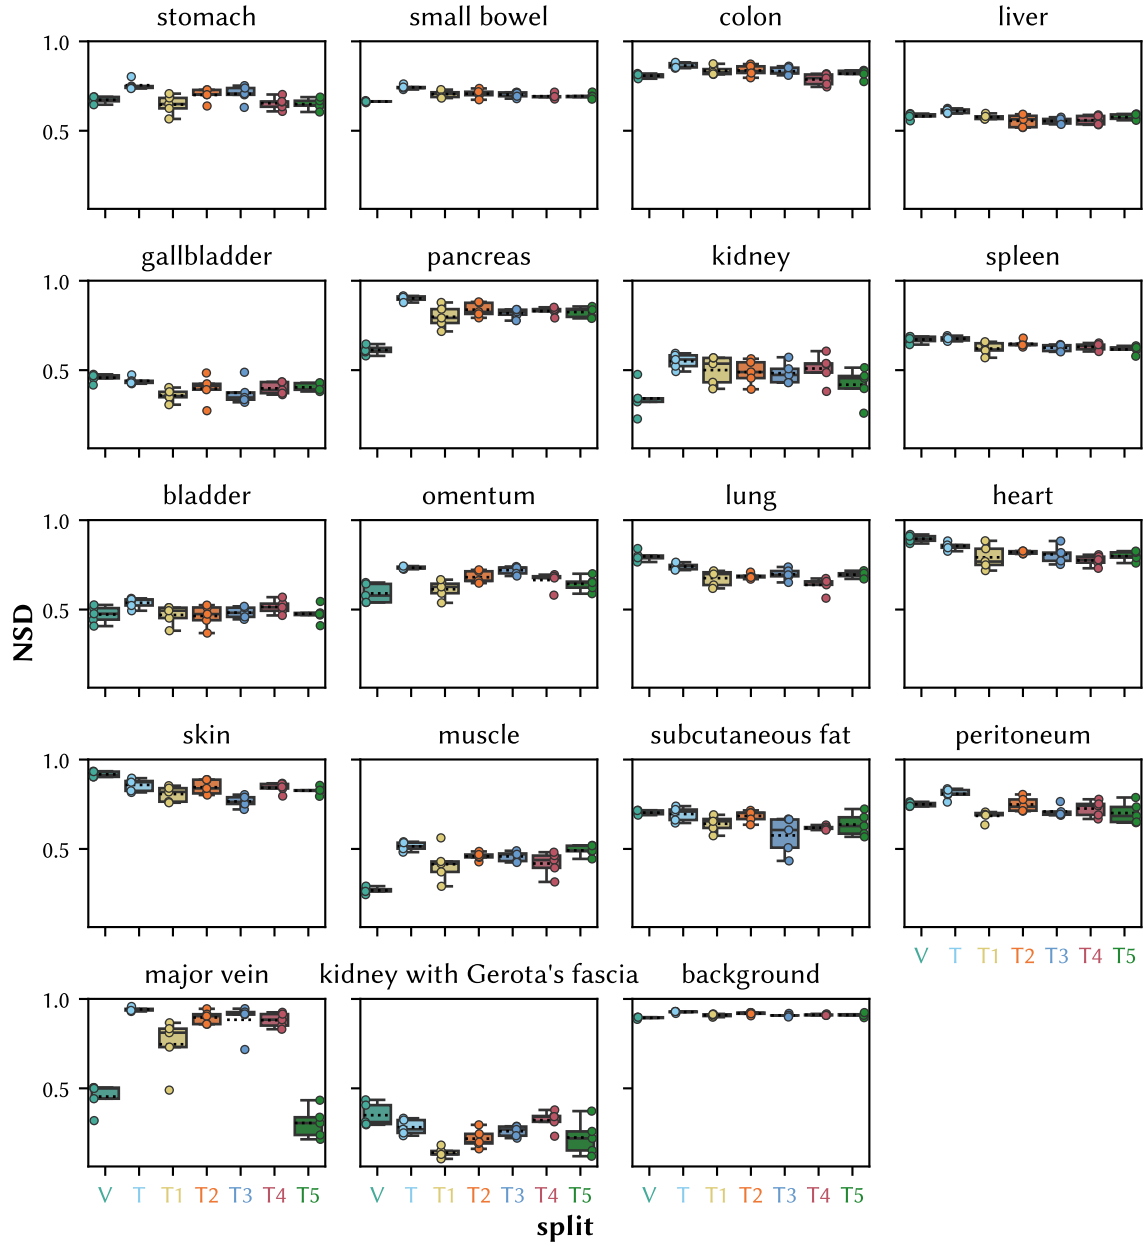 stomach small bowel colon liver
1.0
0.5
gallbladder pancreas kidney spleen
1.0
0.5
bladder omentum lung heart
1.0
0.5
NSD
skin muscle subcutaneous fat peritoneum
1.0
0.5
V T T1 T2 T3 T4 T5
major vein kidney with Gerota's fascia background
1.0
0.5
V T T1 T2 T3 T4 T5 V T T1 T2 T3 T4 T5 V T T1 T2 T3 T4 T5
split